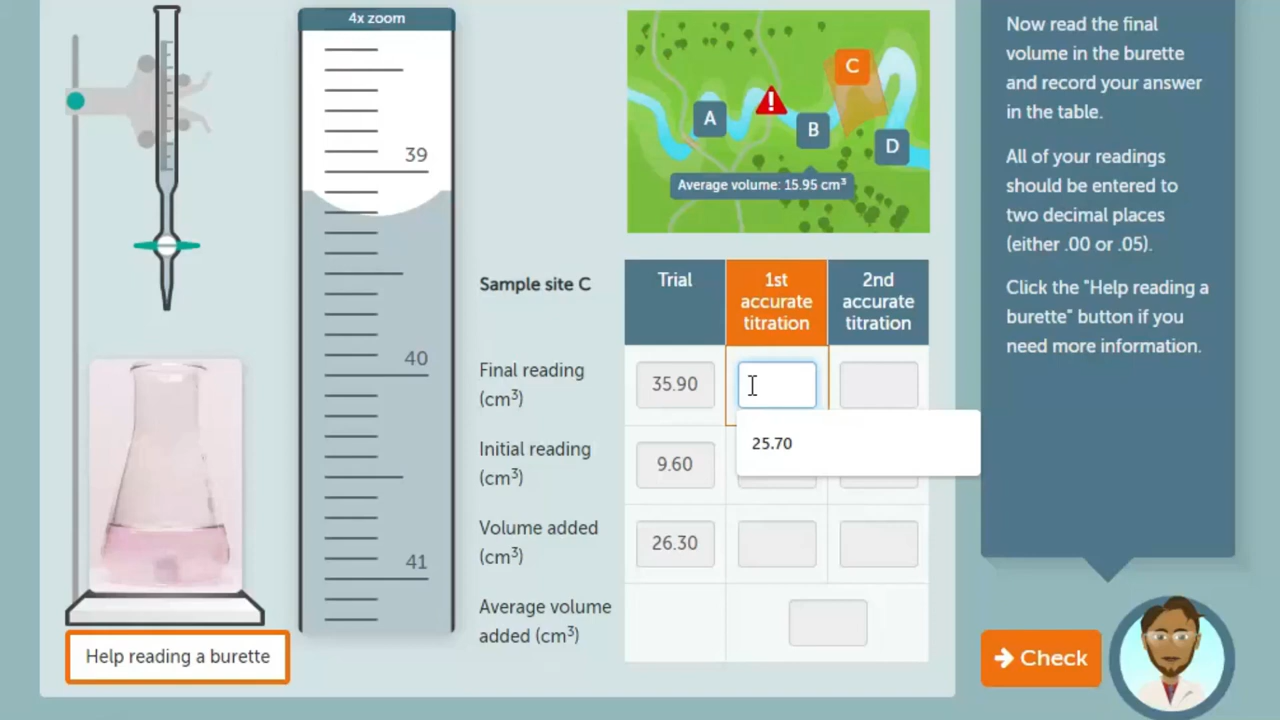 4x zoom
39
40
41
Help reading a burette
A
B
C
D
!
Average volume: 15.95 cm³
Sample site C
Trial
1st
accurate
titration
2nd
accurate
titration
Final reading
(cm³)
35.90
25.70
Initial reading
(cm³)
9.60
Volume added
(cm³)
26.30
Average volume
added (cm³)
Now read the final
volume in the burette
and record your answer
in the table.
All of your readings
should be entered to
two decimal places
(either .00 or .05).
Click the "Help reading a
burette" button if you
need more information.
Check